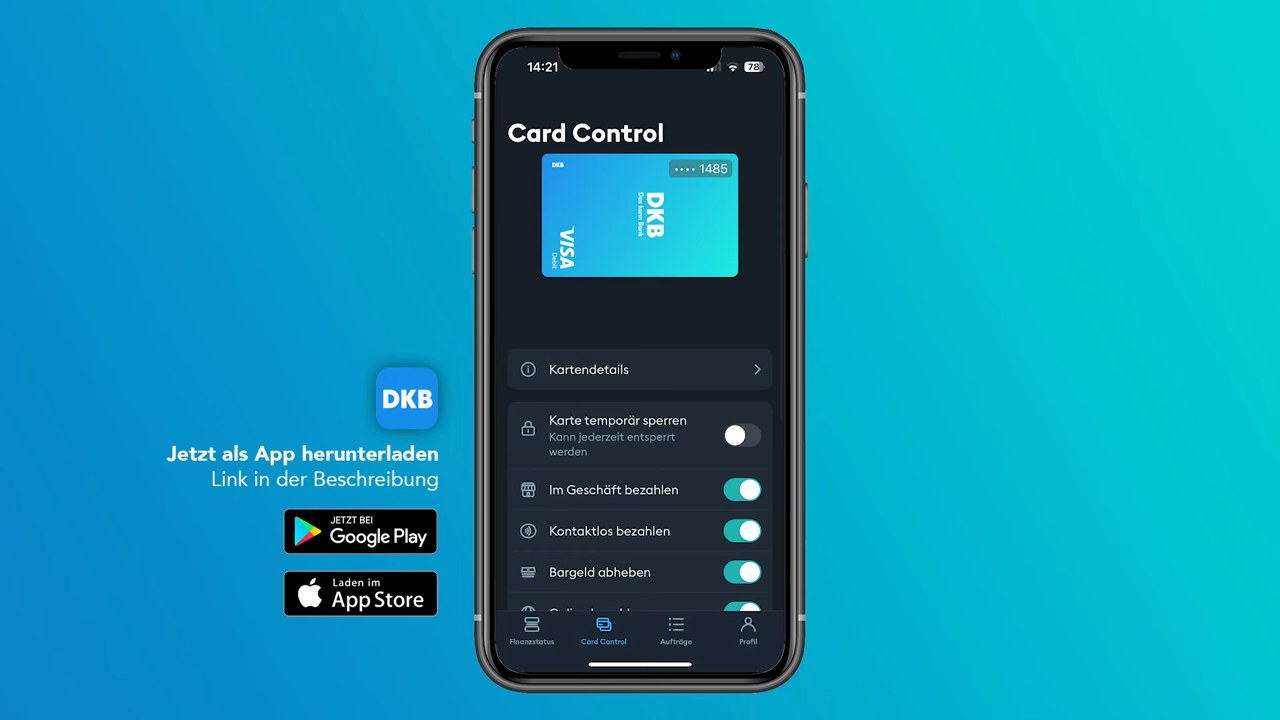 14:21
78
Card Control
DKB
•••• 1485
DKB
Das kann Bank
VISA
Debit
Kartendetails
Karte temporär sperren
Kann jederzeit entsperrt
werden
Im Geschäft bezahlen
Kontaktlos bezahlen
Bargeld abheben
Finanzstatus
Card Control
Aufträge
Profil
DKB
Jetzt als App herunterladen
Link in der Beschreibung
JETZT BEI
Google Play
Laden im
App Store